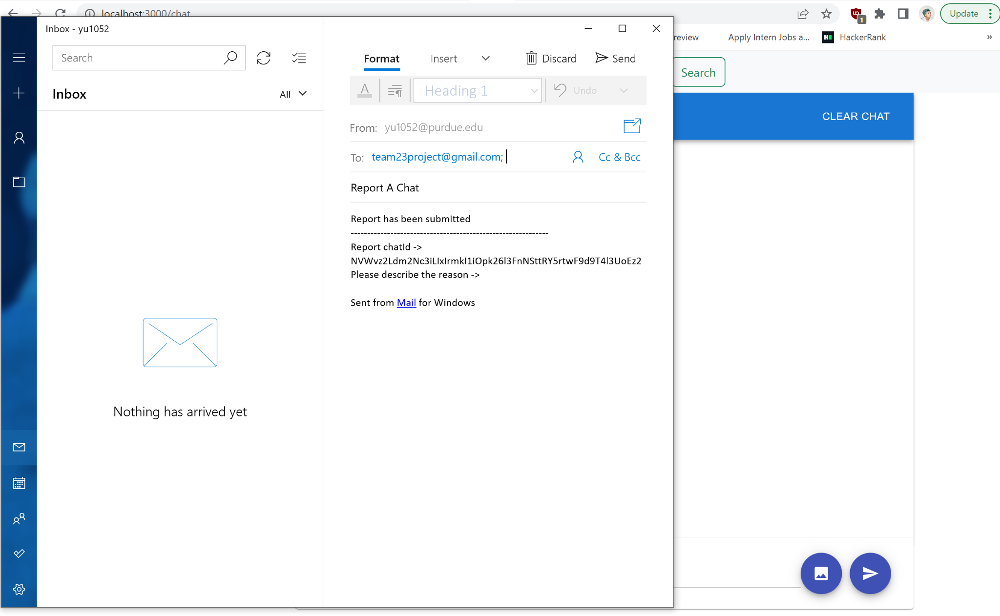 localhost:3000/chat
1
Update
review
Apply Intern Jobs a...
HackerRank
»
Inbox - yu1052
Search
Inbox
All
Nothing has arrived yet
Format
Insert
Discard
Send
Heading 1
Undo
From: yu1052@purdue.edu
To: team23project@gmail.com;
Cc & Bcc
Report A Chat
Report has been submitted
------------------------------------------------------------
Report chatId ->
NVWvz2Ldm2Nc3iLIxIrmkI1iOpk26l3FnNSttRY5rtwF9d9T4l3UoEz2
Please describe the reason ->
Sent from Mail for Windows
Search
CLEAR CHAT